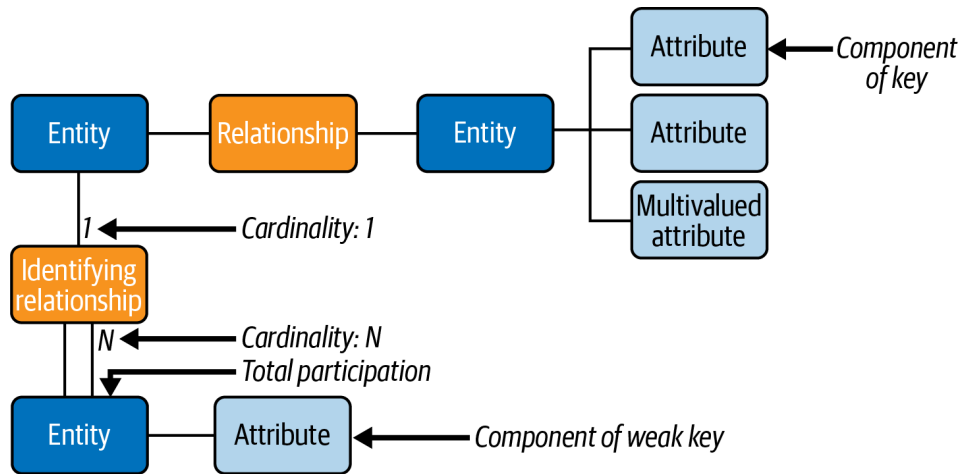 Attribute
Component
of key
Entity
Relationship
Entity
Attribute
Multivalued
attribute
1
Cardinality: 1
Identifying
relationship
N
Cardinality: N
Total participation
Entity
Attribute
Component of weak key